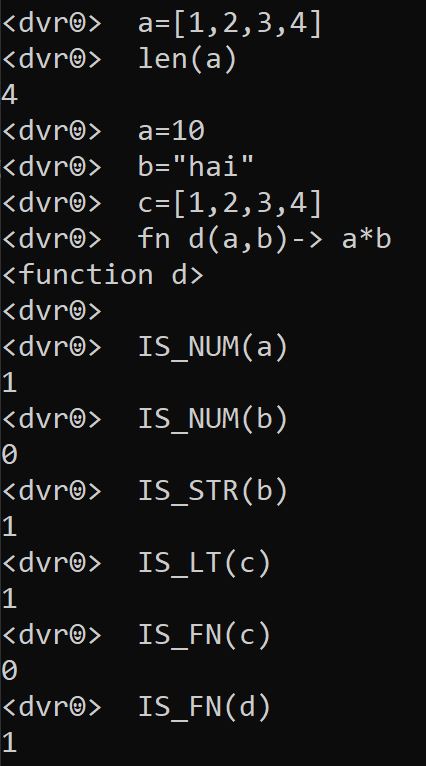 <dvr☺> a=[1,2,3,4]
<dvr☺> len(a)
4
<dvr☺> a=10
<dvr☺> b="hai"
<dvr☺> c=[1,2,3,4]
<dvr☺> fn d(a,b)-> a*b
<function d>
<dvr☺>
<dvr☺> IS_NUM(a)
1
<dvr☺> IS_NUM(b)
0
<dvr☺> IS_STR(b)
1
<dvr☺> IS_LT(c)
1
<dvr☺> IS_FN(c)
0
<dvr☺> IS_FN(d)
1